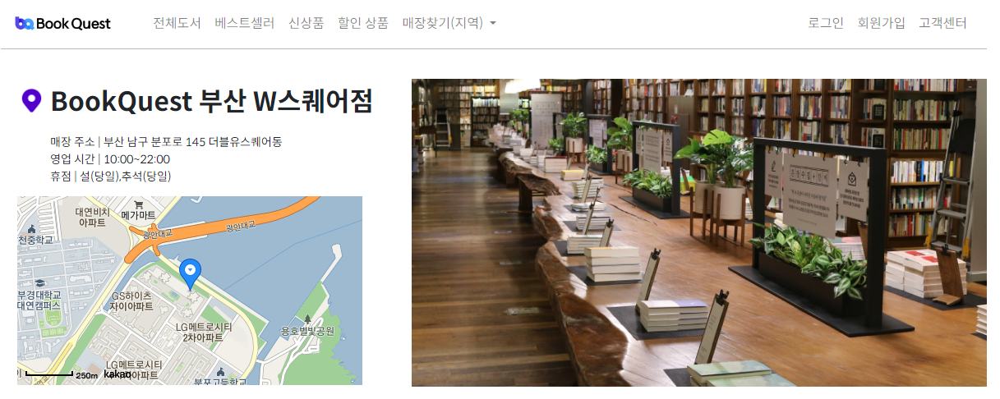 Book Quest
전체도서 베스트셀러 신상품 할인 상품 매장찾기(지역)
로그인 회원가입 고객센터
BookQuest 부산 W스퀘어점
매장 주소 | 부산 남구 분포로 145 더블유스퀘어동
영업 시간 | 10:00~22:00
휴점 | 설(당일),추석(당일)
메가마트
대연비치
아파트
광안대교
광안대교
천중학교
부경대학교
대연캠퍼스
GS하이츠
자이아파트
LG메트로시티
2차아파트
용호별빛공원
LG메트로시티
1차아파트
분포고등학교
250m
kakao